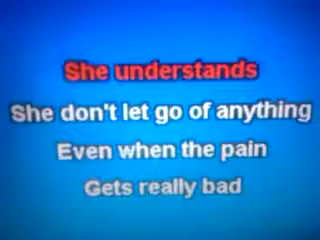 She understands
She don't let go of anything
Even when the pain
Gets really bad